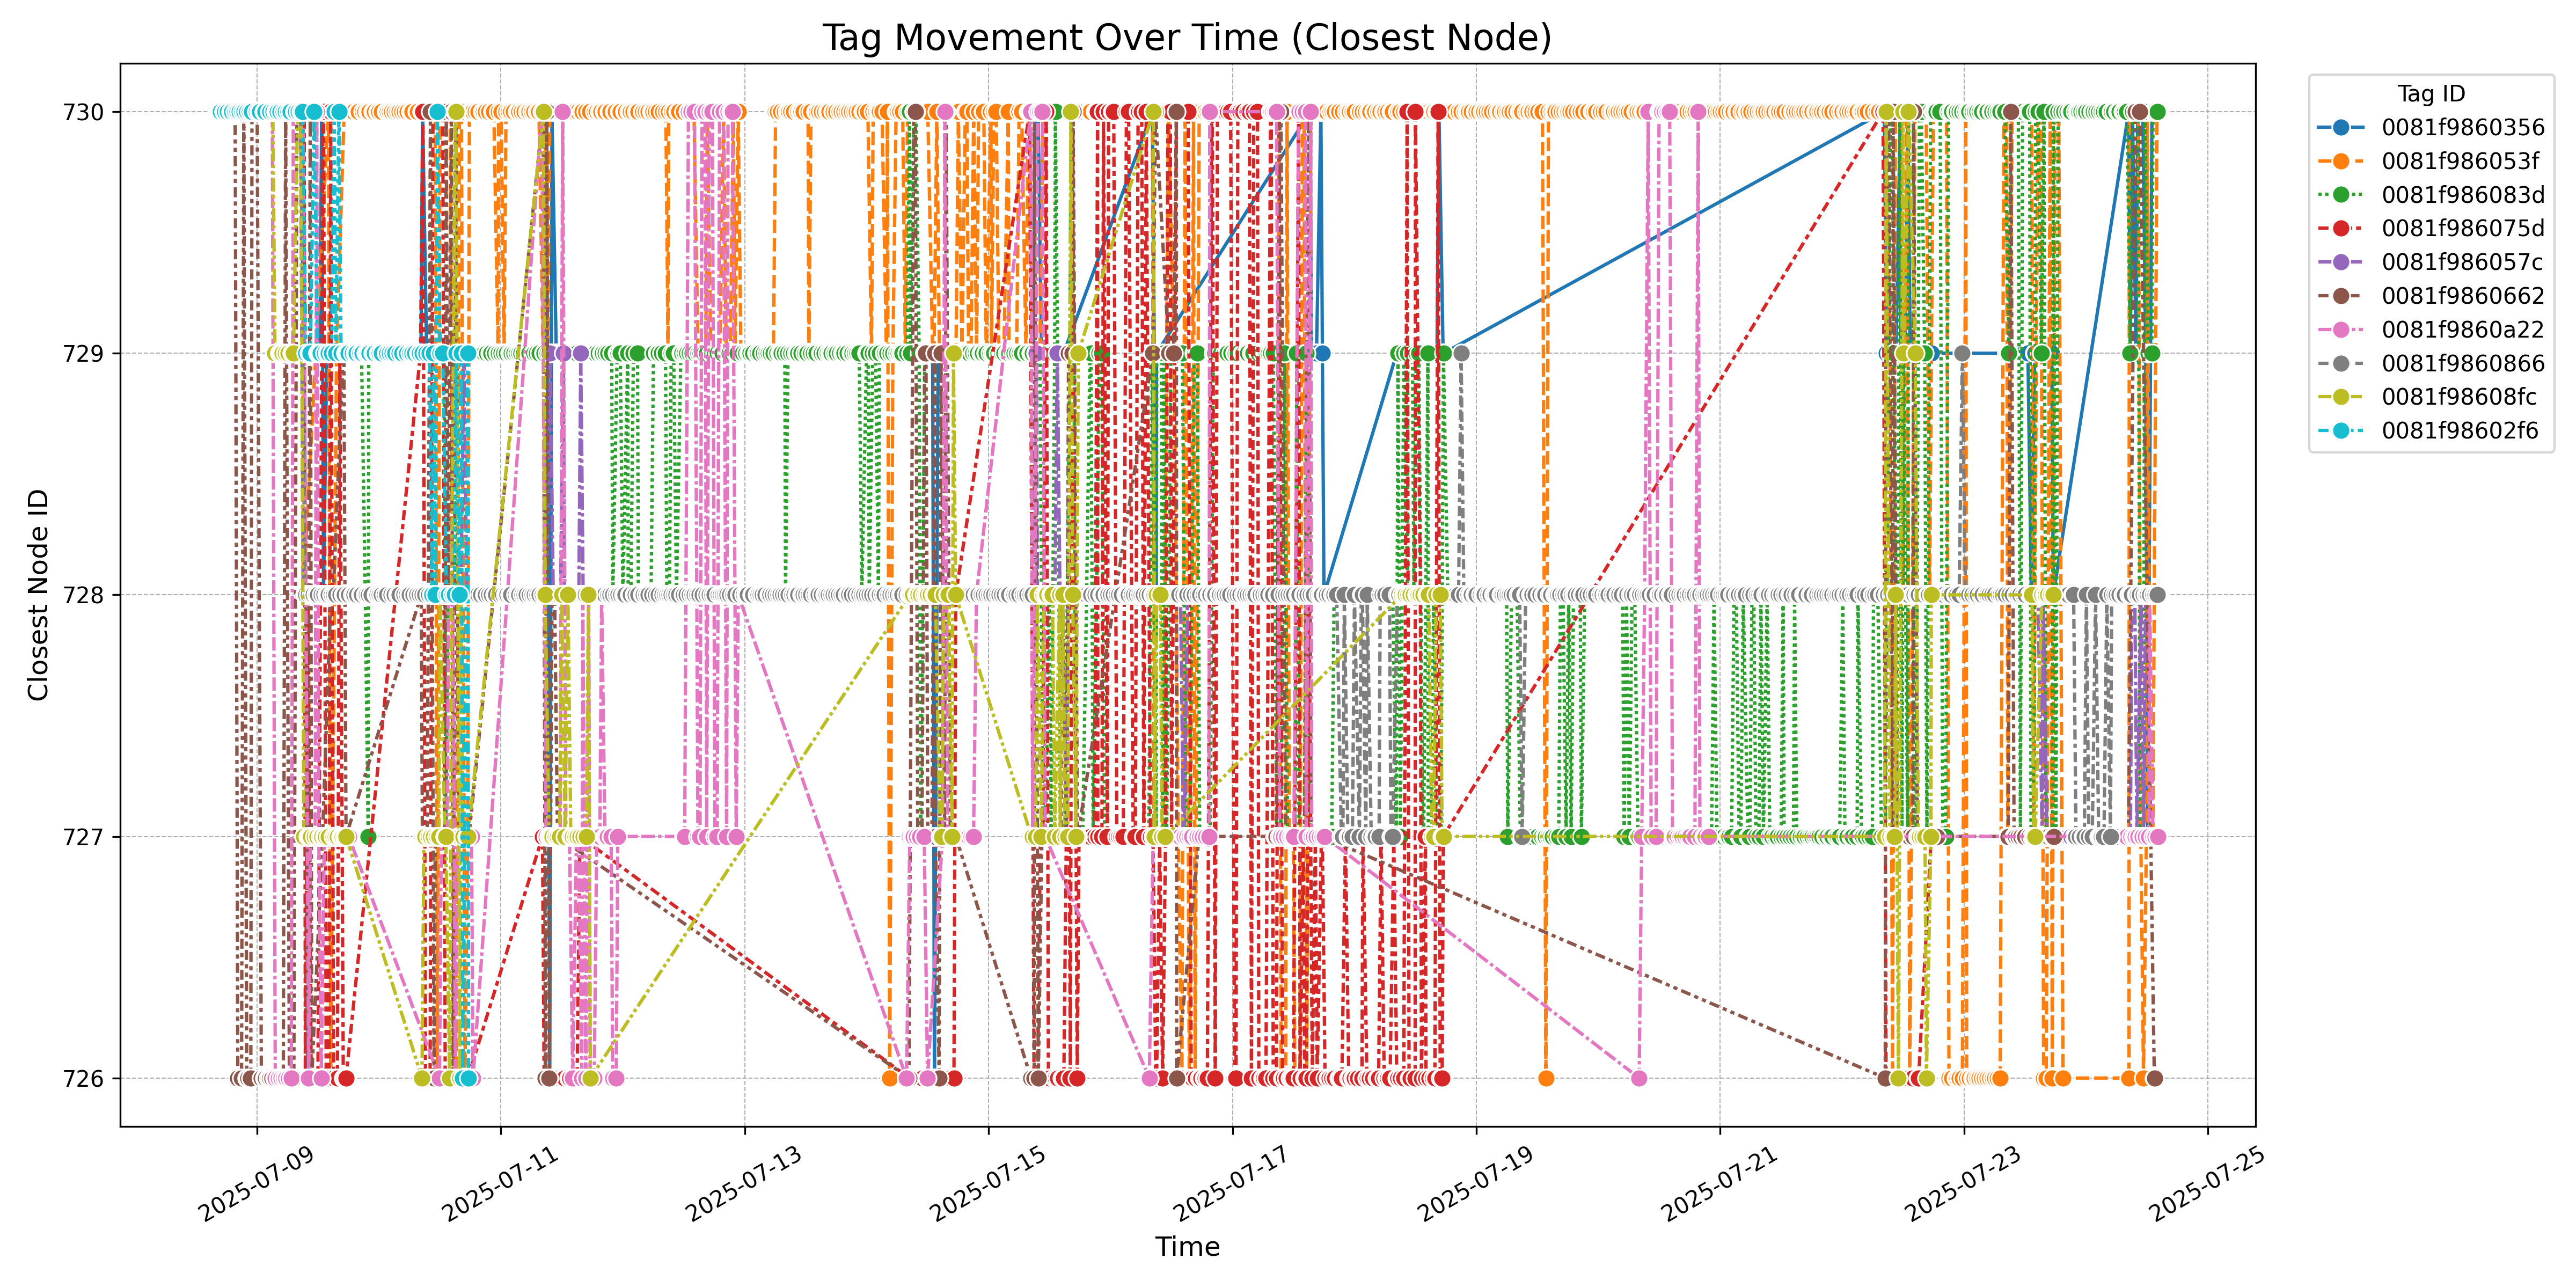 Tag Movement Over Time (Closest Node)
Closest Node ID
730
729
728
727
726
2025-07-09
2025-07-11
2025-07-13
2025-07-15
2025-07-17
2025-07-19
2025-07-21
2025-07-23
2025-07-25
Time
Tag ID
0081f9860356
0081f986053f
0081f986083d
0081f986075d
0081f986057c
0081f9860662
0081f9860a22
0081f9860866
0081f98608fc
0081f98602f6